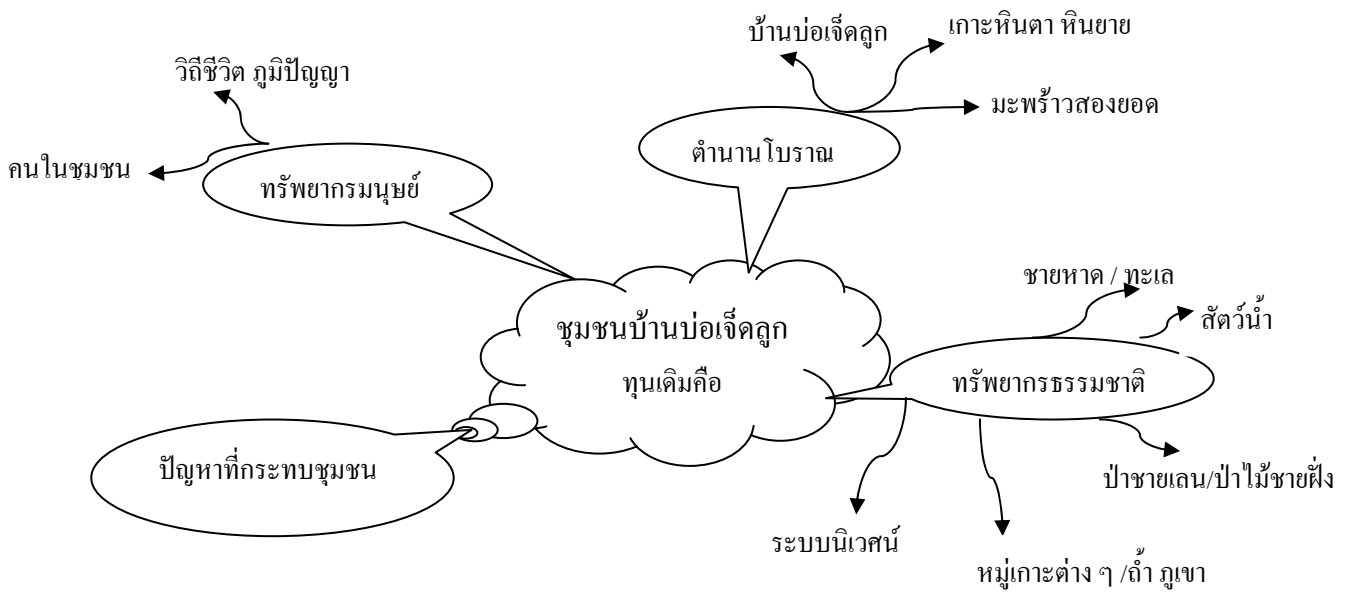 บ้านบ่อเจ็ดลูก
เกาะหินตา หินยาย
วิถีชีวิต ภูมิปัญญา
มะพร้าวสองยอด
คนในชุมชน
ตำนานโบราณ
ทรัพยากรมนุษย์
ชายหาด / ทะเล
สัตว์น้ำ
ชุมชนบ้านบ่อเจ็ดลูก
ทุนเดิมคือ
ทรัพยากรธรรมชาติ
ปัญหาที่กระทบชุมชน
ป่าชายเลน/ป่าไม้ชายฝั่ง
ระบบนิเวศน์
หมู่เกาะต่าง ๆ /ถ้ำ ภูเขา